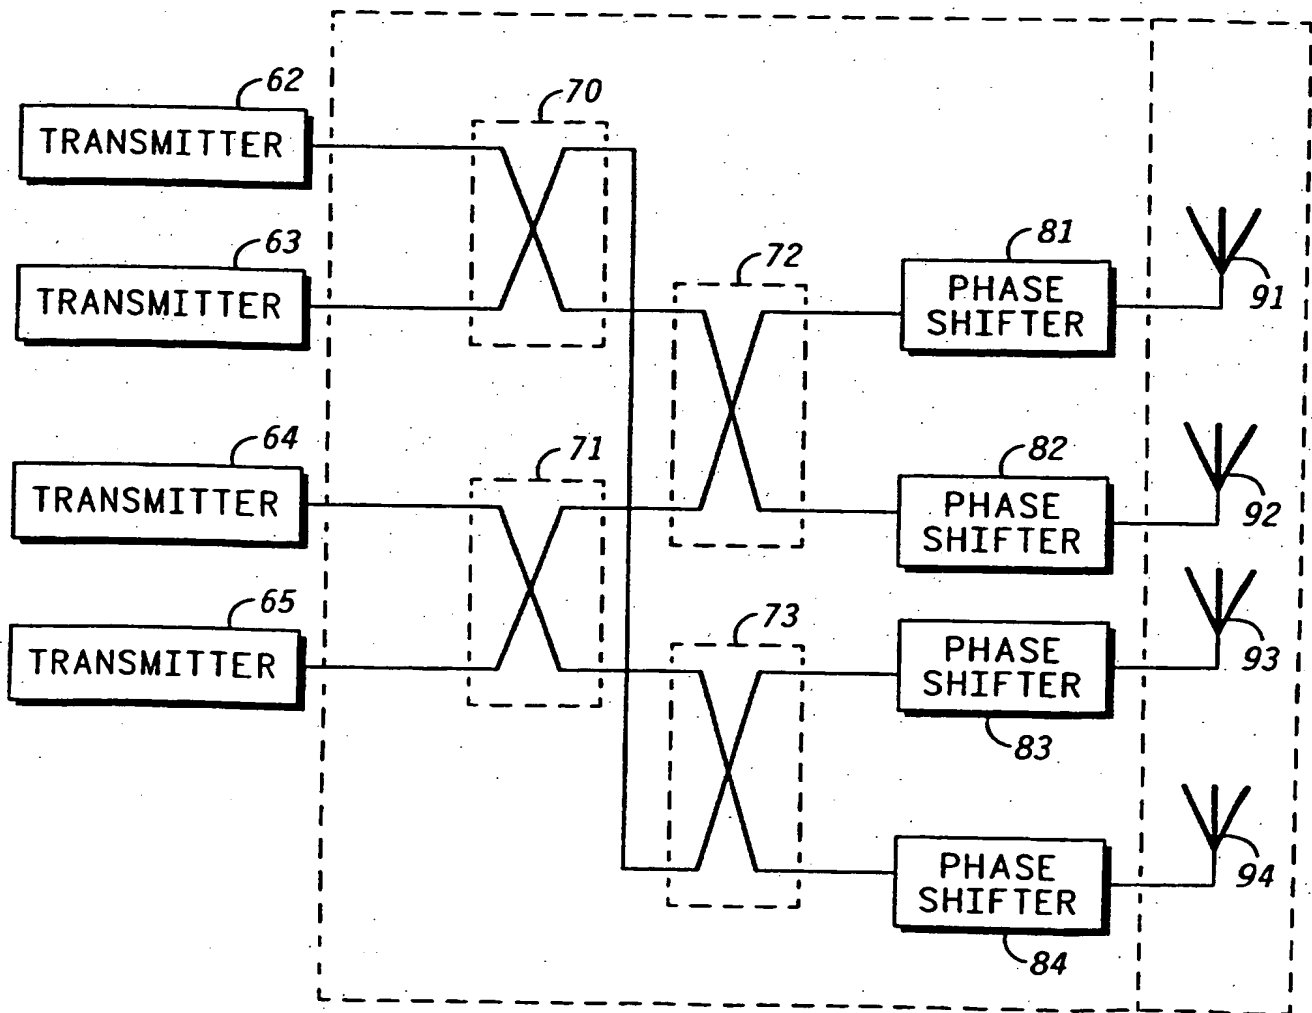 62
TRANSMITTER
70
63
TRANSMITTER
72
81
PHASE
SHIFTER
91
64
TRANSMITTER
71
82
PHASE
SHIFTER
92
65
TRANSMITTER
73
PHASE
SHIFTER
83
93
PHASE
SHIFTER
84
94